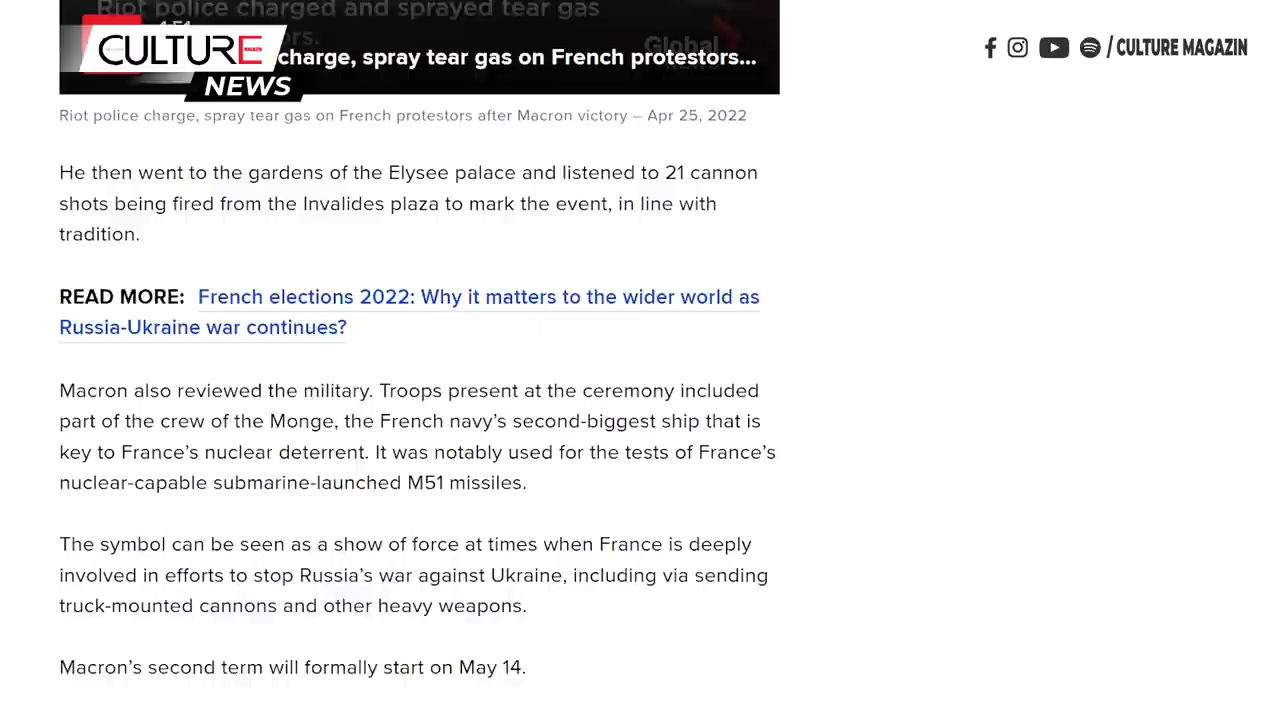 Riot police charged and sprayed tear gas
CULTURE
NEWS
charge, spray tear gas on French protestors...
Global
/ CULTURE MAGAZIN
Riot police charge, spray tear gas on French protestors after Macron victory – Apr 25, 2022
He then went to the gardens of the Elysee palace and listened to 21 cannon
shots being fired from the Invalides plaza to mark the event, in line with
tradition.
READ MORE: French elections 2022: Why it matters to the wider world as
Russia-Ukraine war continues?
Macron also reviewed the military. Troops present at the ceremony included
part of the crew of the Monge, the French navy’s second-biggest ship that is
key to France’s nuclear deterrent. It was notably used for the tests of France’s
nuclear-capable submarine-launched M51 missiles.
The symbol can be seen as a show of force at times when France is deeply
involved in efforts to stop Russia’s war against Ukraine, including via sending
truck-mounted cannons and other heavy weapons.
Macron’s second term will formally start on May 14.